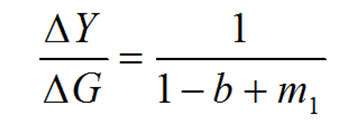 ΔY/ΔG = 1/(1 − b + m₁)